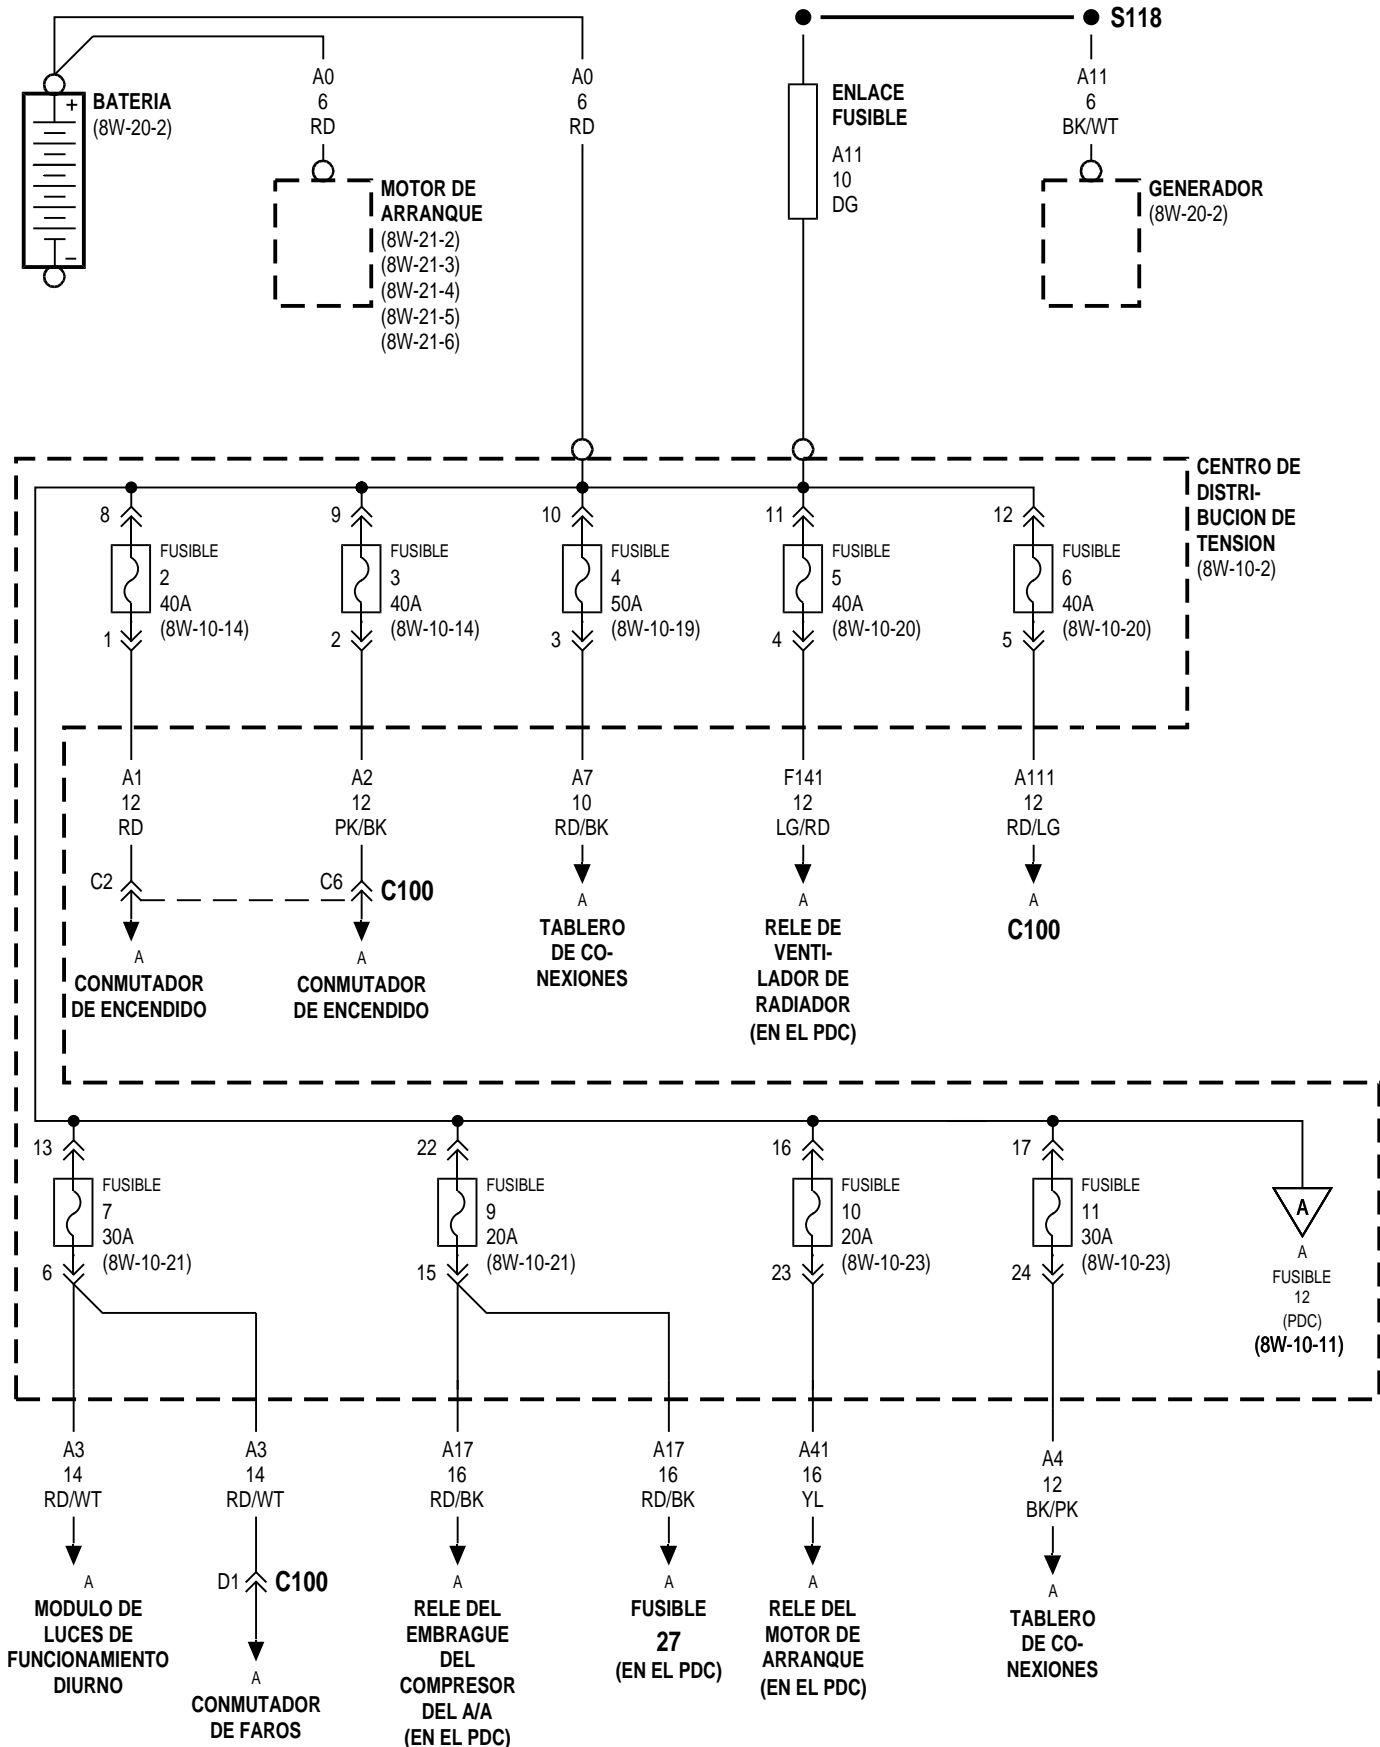 S118
A0
6
RD
A0
6
RD
A11
6
BK/WT
+
BATERIA
(8W-20-2)
-
ENLACE
FUSIBLE
A11
10
DG
MOTOR DE
ARRANQUE
(8W-21-2)
(8W-21-3)
(8W-21-4)
(8W-21-5)
(8W-21-6)
GENERADOR
(8W-20-2)
CENTRO DE
DISTRI-
BUCION DE
TENSION
(8W-10-2)
8
FUSIBLE
2
40A
(8W-10-14)
1
9
FUSIBLE
3
40A
(8W-10-14)
2
10
FUSIBLE
4
50A
(8W-10-19)
3
11
FUSIBLE
5
40A
(8W-10-20)
4
12
FUSIBLE
6
40A
(8W-10-20)
5
A1
12
RD
C2
A
CONMUTADOR
DE ENCENDIDO
A2
12
PK/BK
C6
C100
A
CONMUTADOR
DE ENCENDIDO
A7
10
RD/BK
A
TABLERO
DE CO-
NEXIONES
F141
12
LG/RD
A
RELE DE
VENTI-
LADOR DE
RADIADOR
(EN EL PDC)
A111
12
RD/LG
A
C100
13
FUSIBLE
7
30A
(8W-10-21)
6
22
FUSIBLE
9
20A
(8W-10-21)
15
16
FUSIBLE
10
20A
(8W-10-23)
23
17
FUSIBLE
11
30A
(8W-10-23)
24
A
A
FUSIBLE
12
(PDC)
(8W-10-11)
A3
14
RD/WT
A
MODULO DE
LUCES DE
FUNCIONAMIENTO
DIURNO
A3
14
RD/WT
D1
C100
A
CONMUTADOR
DE FAROS
A17
16
RD/BK
A
RELE DEL
EMBRAGUE
DEL
COMPRESOR
DEL A/A
(EN EL PDC)
A17
16
RD/BK
A
FUSIBLE
27
(EN EL PDC)
A41
16
YL
A
RELE DEL
MOTOR DE
ARRANQUE
(EN EL PDC)
A4
12
BK/PK
A
TABLERO
DE CO-
NEXIONES